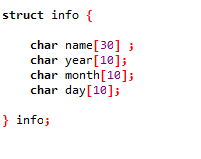 struct info {
char name[30] ;
char year[10];
char month[10];
char day[10];
} info;